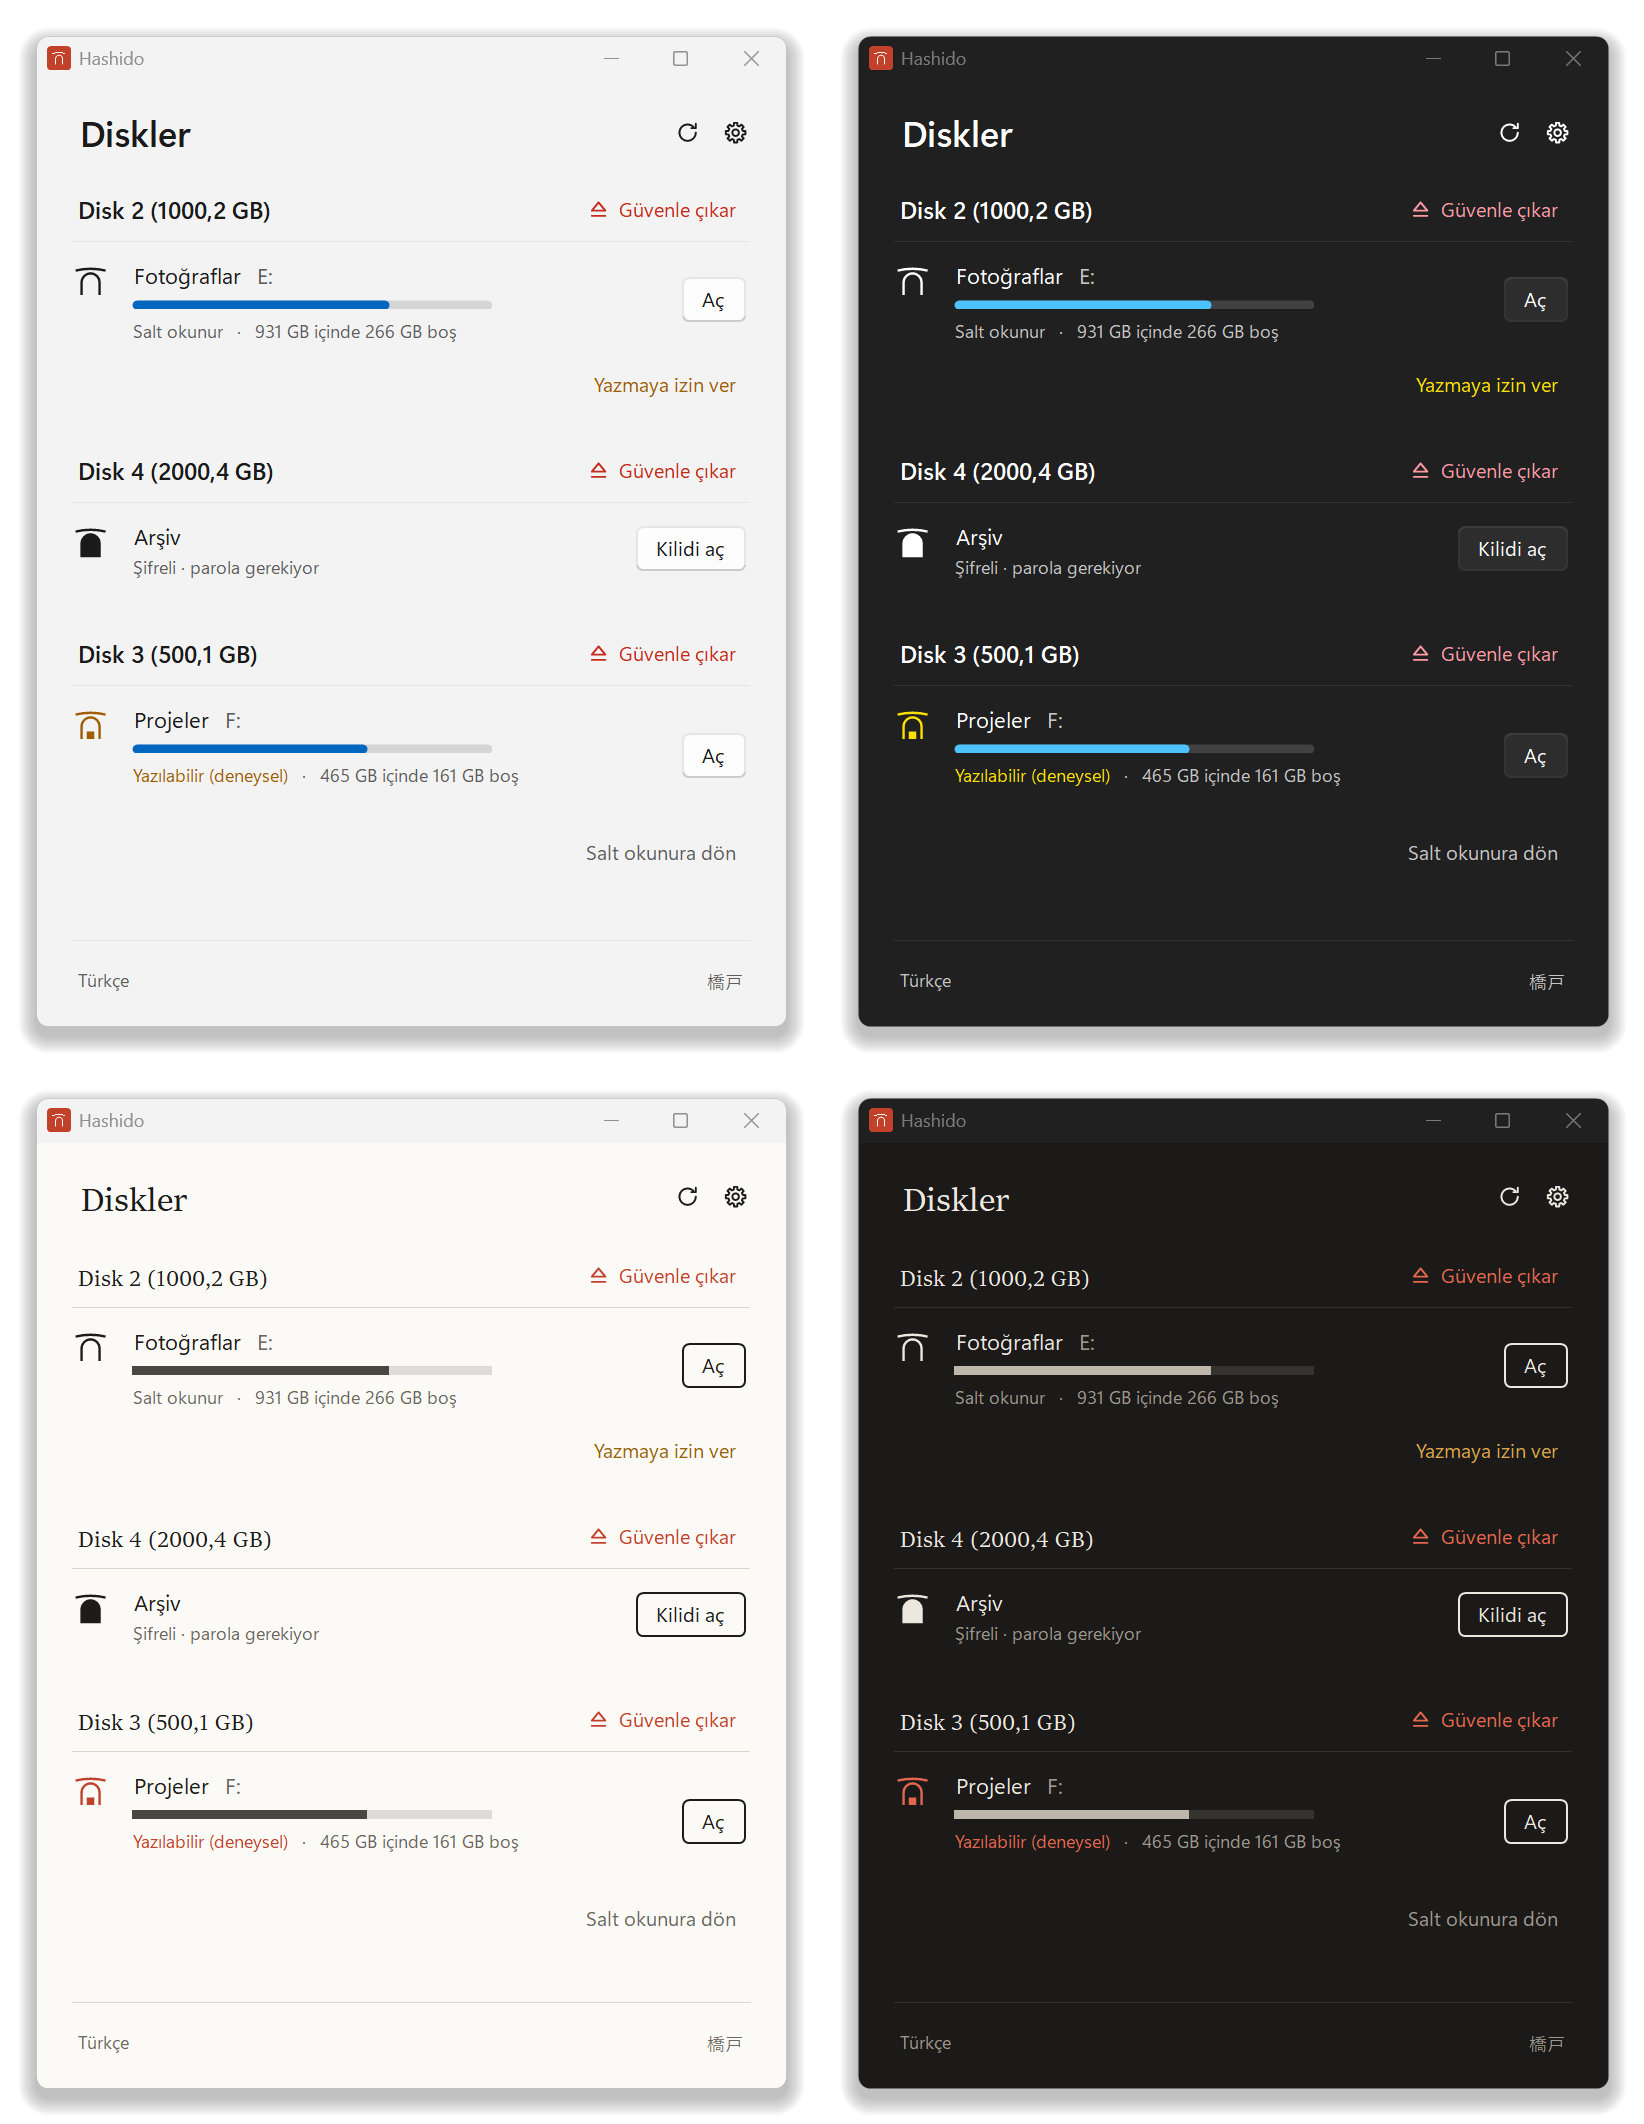 Hashido
Diskler
Disk 2 (1000,2 GB) Güvenle çıkar
Fotoğraflar E:
Aç
Salt okunur · 931 GB içinde 266 GB boş
Yazmaya izin ver
Disk 4 (2000,4 GB) Güvenle çıkar
Arşiv
Kilidi aç
Şifreli · parola gerekiyor
Disk 3 (500,1 GB) Güvenle çıkar
Projeler F:
Aç
Yazılabilir (deneysel) · 465 GB içinde 161 GB boş
Salt okunura dön
Türkçe 橋戸
Hashido
Diskler
Disk 2 (1000,2 GB) Güvenle çıkar
Fotoğraflar E:
Aç
Salt okunur · 931 GB içinde 266 GB boş
Yazmaya izin ver
Disk 4 (2000,4 GB) Güvenle çıkar
Arşiv
Kilidi aç
Şifreli · parola gerekiyor
Disk 3 (500,1 GB) Güvenle çıkar
Projeler F:
Aç
Yazılabilir (deneysel) · 465 GB içinde 161 GB boş
Salt okunura dön
Türkçe 橋戸
Hashido
Diskler
Disk 2 (1000,2 GB) Güvenle çıkar
Fotoğraflar E:
Aç
Salt okunur · 931 GB içinde 266 GB boş
Yazmaya izin ver
Disk 4 (2000,4 GB) Güvenle çıkar
Arşiv
Kilidi aç
Şifreli · parola gerekiyor
Disk 3 (500,1 GB) Güvenle çıkar
Projeler F:
Aç
Yazılabilir (deneysel) · 465 GB içinde 161 GB boş
Salt okunura dön
Türkçe 橋戸
Hashido
Diskler
Disk 2 (1000,2 GB) Güvenle çıkar
Fotoğraflar E:
Aç
Salt okunur · 931 GB içinde 266 GB boş
Yazmaya izin ver
Disk 4 (2000,4 GB) Güvenle çıkar
Arşiv
Kilidi aç
Şifreli · parola gerekiyor
Disk 3 (500,1 GB) Güvenle çıkar
Projeler F:
Aç
Yazılabilir (deneysel) · 465 GB içinde 161 GB boş
Salt okunura dön
Türkçe 橋戸